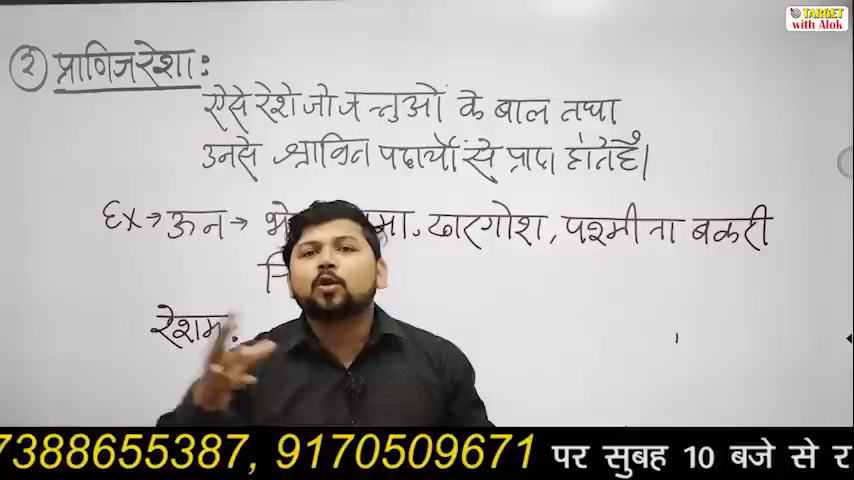 TARGET
with Alok
२ प्राणिज रेशा :
ऐसे रेशे जो जन्तुओं के बाल तथा
उनसे श्रावित पदार्थों से प्राप्त होते हैं।
Ex → ऊन → खरगोश, पश्मीना बकरी
रेशम :
7388655387, 9170509671 पर सुबह 10 बजे से र